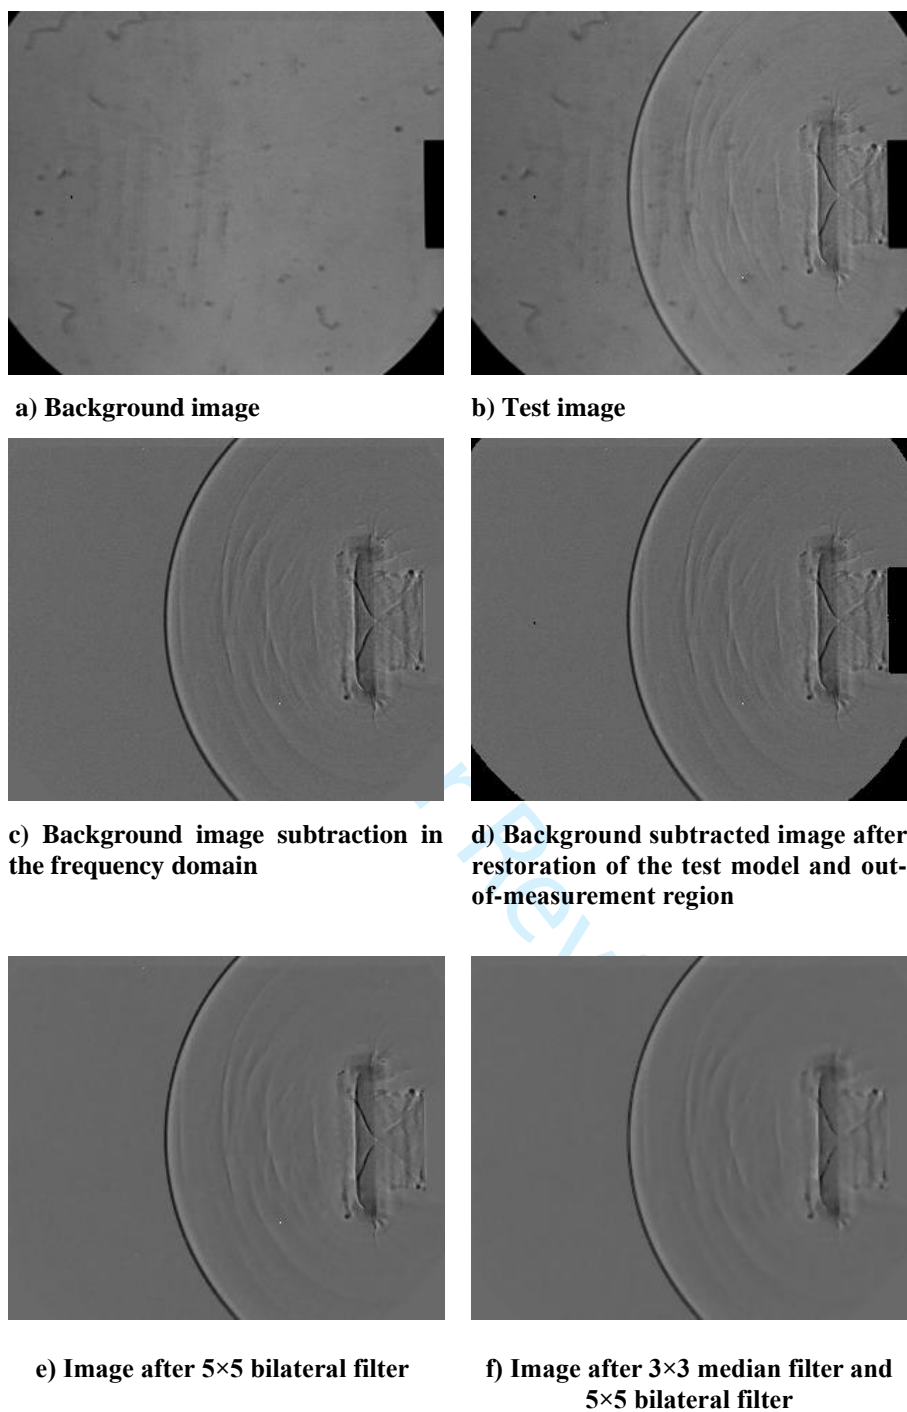 a) Background image
b) Test image
c) Background image subtraction in
the frequency domain
d) Background subtracted image after
restoration of the test model and out-
of-measurement region
r Rev
e) Image after 5×5 bilateral filter
f) Image after 3×3 median filter and
5×5 bilateral filter